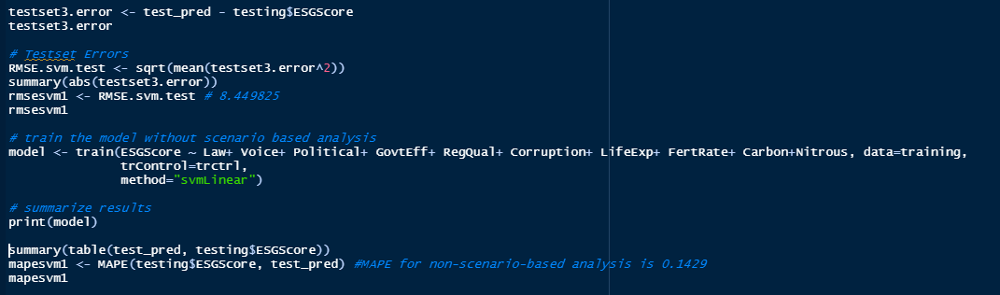 testset3.error <- test_pred - testing$ESGScore
testset3.error
# Testset Errors
RMSE.svm.test <- sqrt(mean(testset3.error^2))
summary(abs(testset3.error))
rmsesvm1 <- RMSE.svm.test # 8.449825
rmsesvm1
# train the model without scenario based analysis
model <- train(ESGScore ~ Law+ Voice+ Political+ GovtEff+ RegQual+ Corruption+ LifeExp+ FertRate+ Carbon+Nitrous, data=training,
trControl=trctrl,
method="svmLinear")
# summarize results
print(model)
summary(table(test_pred, testing$ESGScore))
mapesvm1 <- MAPE(testing$ESGScore, test_pred) #MAPE for non-scenario-based analysis is 0.1429
mapesvm1